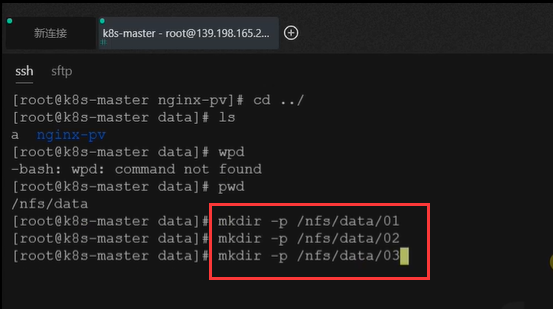 新连接
k8s-master - root@139.198.165.2...
ssh sftp
[root@k8s-master nginx-pv]# cd ../
[root@k8s-master data]# ls
a nginx-pv
[root@k8s-master data]# wpd
-bash: wpd: command not found
[root@k8s-master data]# pwd
/nfs/data
[root@k8s-master data]# mkdir -p /nfs/data/01
[root@k8s-master data]# mkdir -p /nfs/data/02
[root@k8s-master data]# mkdir -p /nfs/data/03